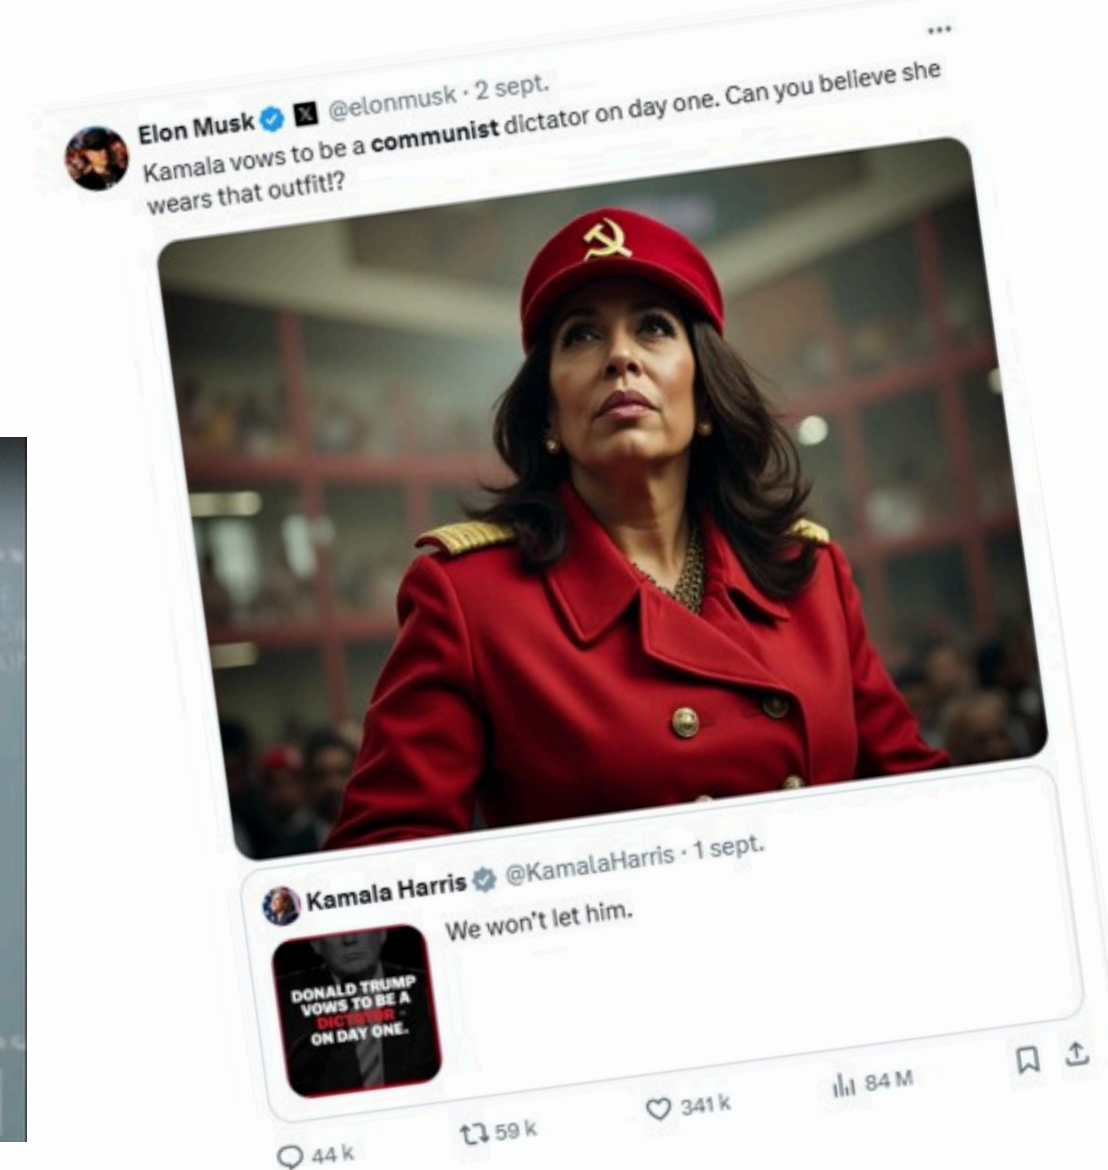 Elon Musk @elonmusk · 2 sept.
Kamala vows to be a communist dictator on day one. Can you believe she
wears that outfit!?
Kamala Harris @KamalaHarris · 1 sept.
We won't let him.
DONALD TRUMP
VOWS TO BE A
DICTATOR
ON DAY ONE.
44 k
59 k
341 k
84 M